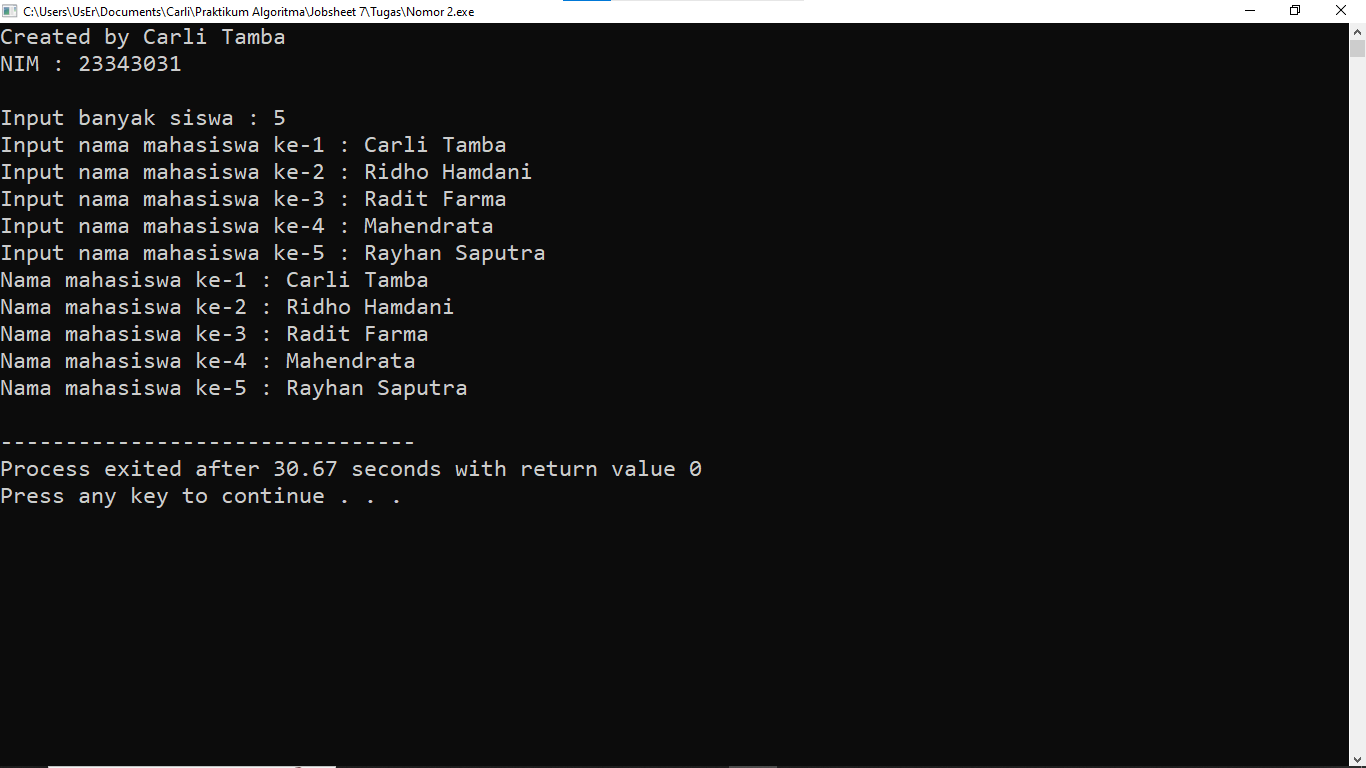 C:\Users\UsEr\Documents\Carli\Praktikum Algoritma\Jobsheet 7\Tugas\Nomor 2.exe
Created by Carli Tamba
NIM : 23343031
Input banyak siswa : 5
Input nama mahasiswa ke-1 : Carli Tamba
Input nama mahasiswa ke-2 : Ridho Hamdani
Input nama mahasiswa ke-3 : Radit Farma
Input nama mahasiswa ke-4 : Mahendrata
Input nama mahasiswa ke-5 : Rayhan Saputra
Nama mahasiswa ke-1 : Carli Tamba
Nama mahasiswa ke-2 : Ridho Hamdani
Nama mahasiswa ke-3 : Radit Farma
Nama mahasiswa ke-4 : Mahendrata
Nama mahasiswa ke-5 : Rayhan Saputra
--------------------------------
Process exited after 30.67 seconds with return value 0
Press any key to continue . . .